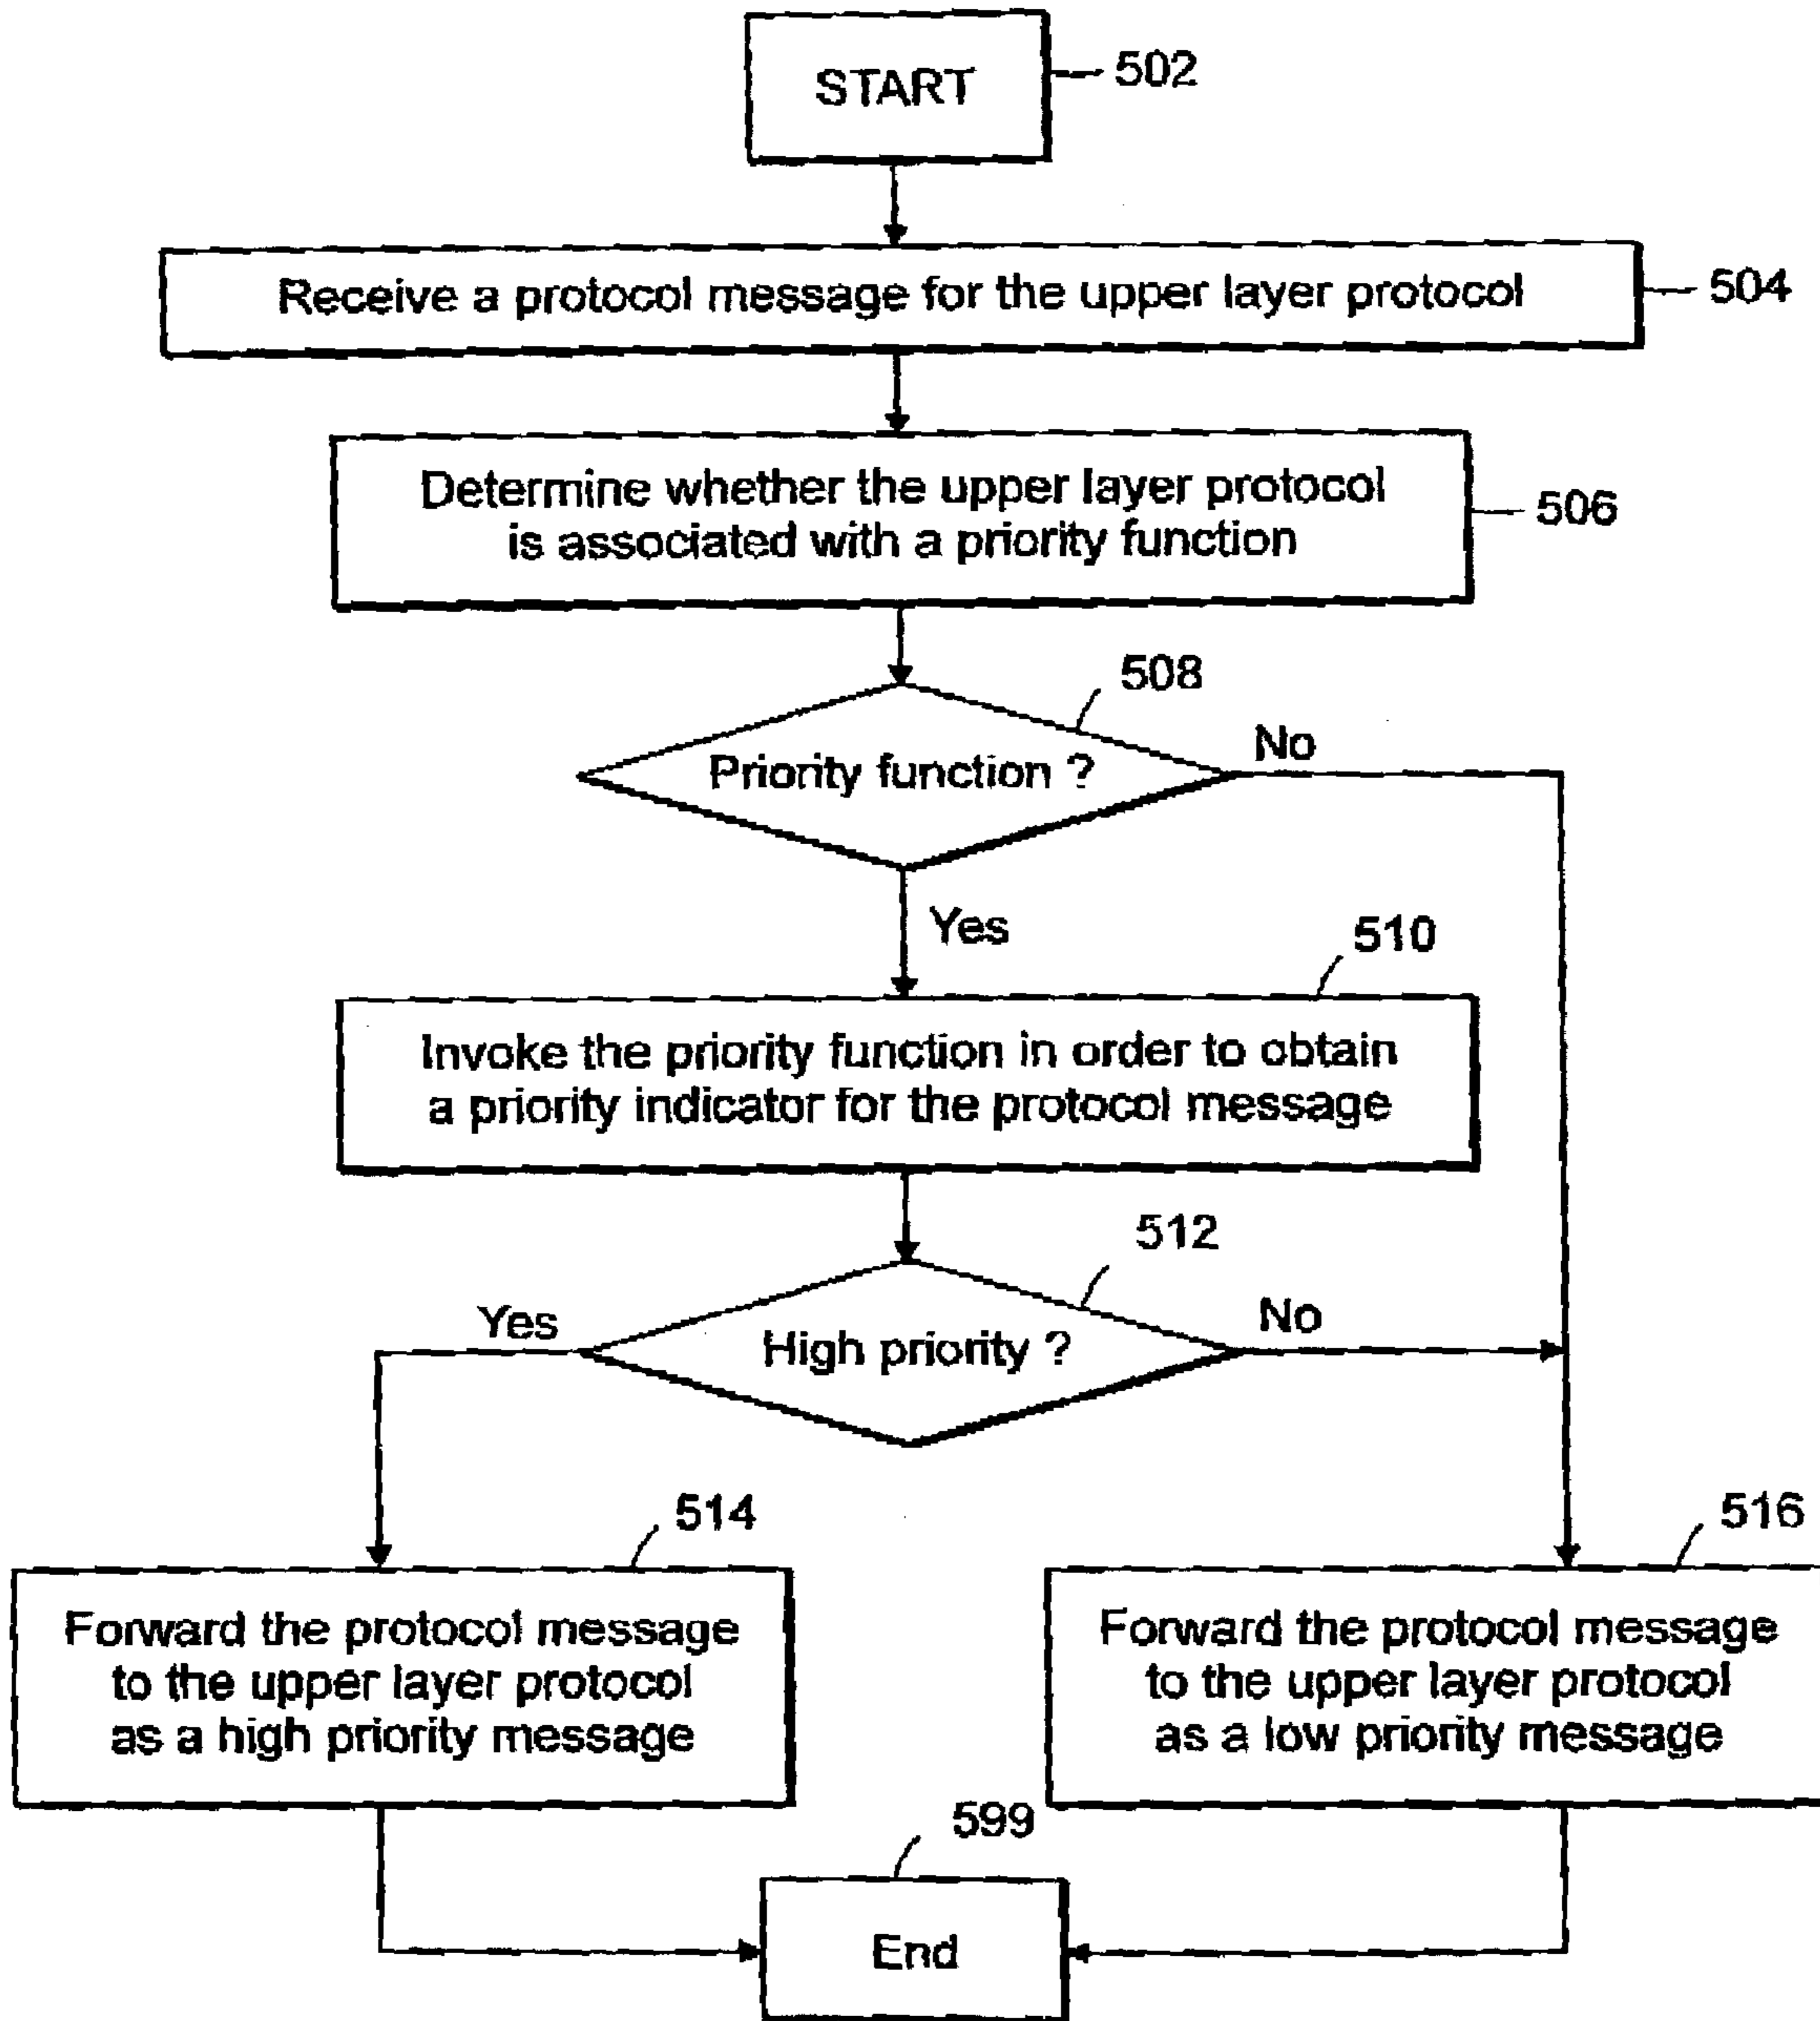 START
502
Receive a protocol message for the upper layer protocol
504
Determine whether the upper layer protocol
is associated with a priority function
506
508
Priority function ?
No
Yes
510
Invoke the priority function in order to obtain
a priority indicator for the protocol message
512
Yes
High priority ?
No
514
Forward the protocol message
to the upper layer protocol
as a high priority message
516
Forward the protocol message
to the upper layer protocol
as a low priority message
599
End